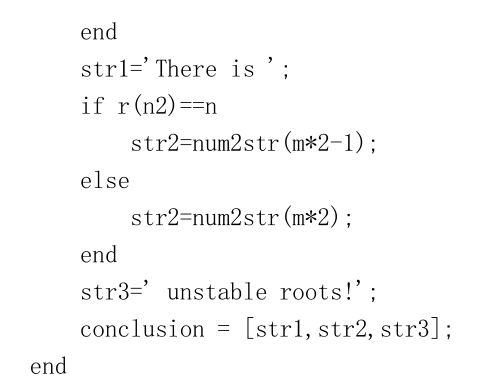 end
str1='There is ';
if r(n2)==n
str2=num2str(m*2-1);
else
str2=num2str(m*2);
end
str3=' unstable roots!';
conclusion = [str1,str2,str3];
end